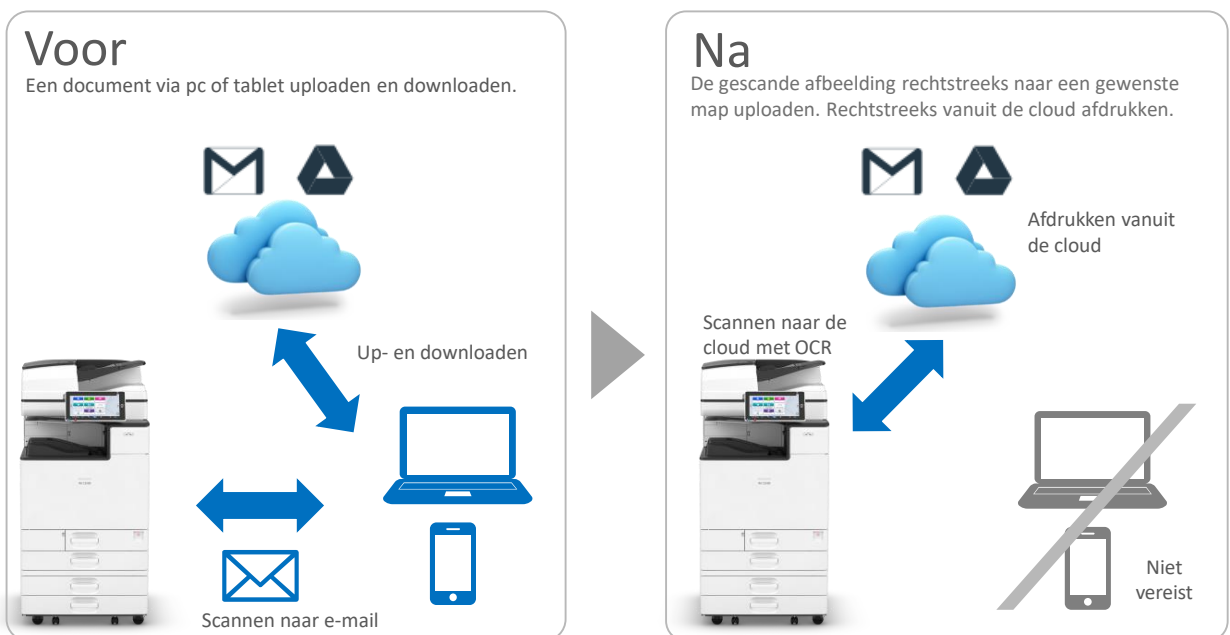 Voor
Een document via pc of tablet uploaden en downloaden.
Up- en downloaden
Scannen naar e-mail
Na
De gescande afbeelding rechtstreeks naar een gewenste
map uploaden. Rechtstreeks vanuit de cloud afdrukken.
Afdrukken vanuit
de cloud
Scannen naar de
cloud met OCR
Niet
vereist